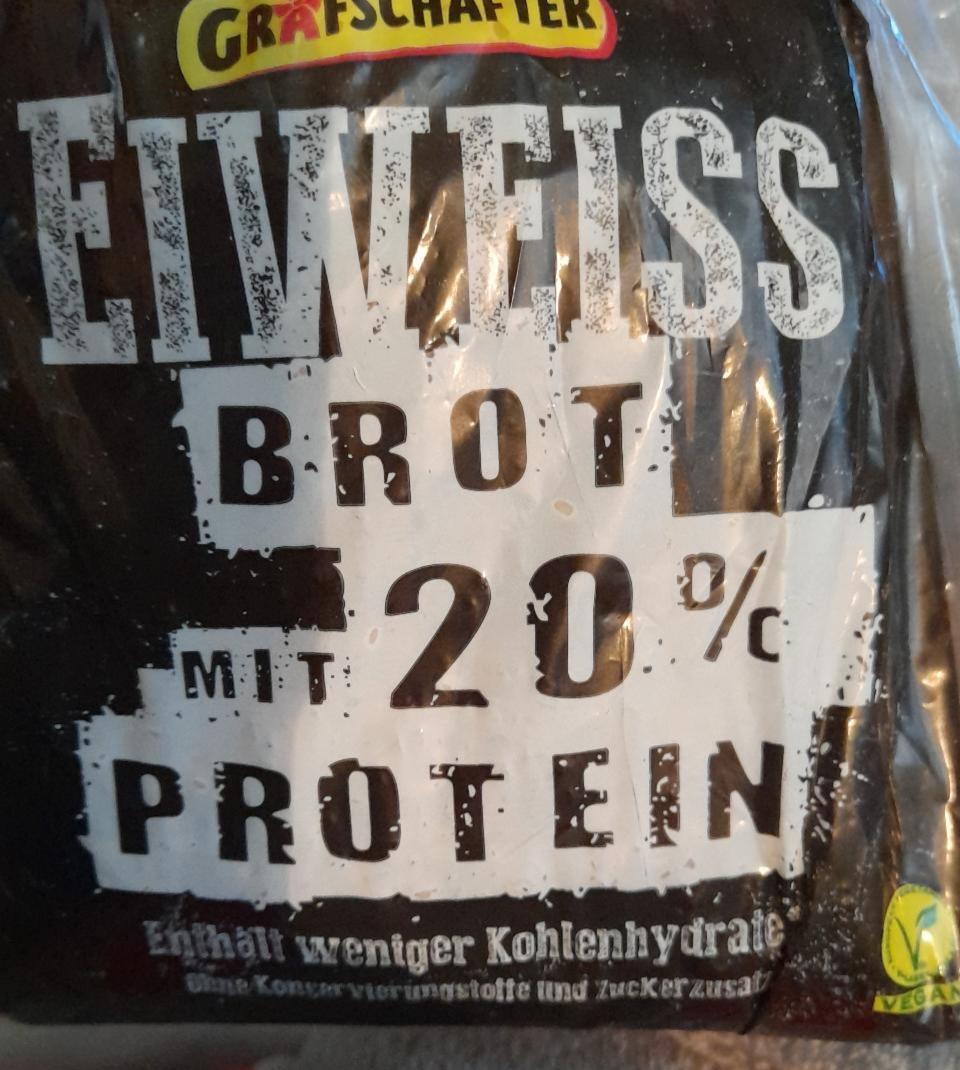 GRAFSCHAFTER
EIWEISS
BROT
MIT 20%
PROTEIN
Enthält weniger Kohlenhydrate*
Ohne Konservierungsstoffe und Zuckerzusatz
V
VEGAN